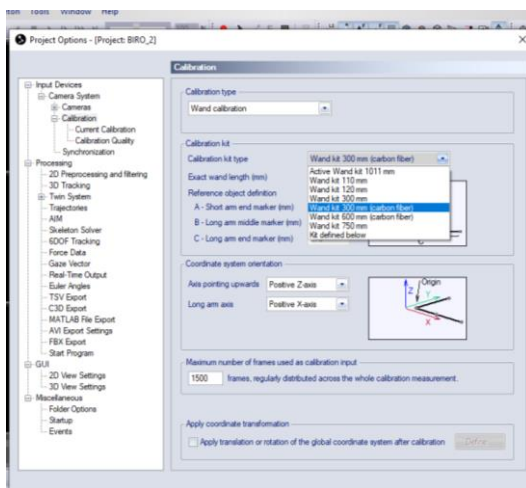 Tools Window Help
Project Options - [Project: BIRO_2]
Input Devices
Camera System
Cameras
Calibration
Current Calibration
Calibration Quality
Synchronization
Processing
2D Preprocessing and filtering
3D Tracking
Twin System
Trajectories
AIM
Skeleton Solver
6DOF Tracking
Force Data
Gaze Vector
Real-Time Output
Euler Angles
TSV Export
C3D Export
MATLAB File Export
AVI Export Settings
FBX Export
Start Program
GUI
2D View Settings
3D View Settings
Miscellaneous
Folder Options
Startup
Events
Calibration
Calibration type
Wand calibration
Calibration kit
Calibration kit type
Wand kit 300 mm (carbon fiber)
Active Wand kit 1011 mm
Wand kit 110 mm
Wand kit 120 mm
Wand kit 300 mm
Wand kit 300 mm (carbon fiber)
Wand kit 600 mm (carbon fiber)
Wand kit 750 mm
Kit defined below
Exact wand length (mm)
Reference object definition
A - Short arm end marker (mm)
B - Long arm middle marker (mm)
C - Long arm end marker (mm)
C
Coordinate system orientation
Axis pointing upwards Positive Z-axis
Long arm axis Positive X-axis
Origin
Z
Y
X
Maximum number of frames used as calibration input
1500 frames, regularly distributed across the whole calibration measurement.
Apply coordinate transformation
Apply translation or rotation of the global coordinate system after calibration
Define...